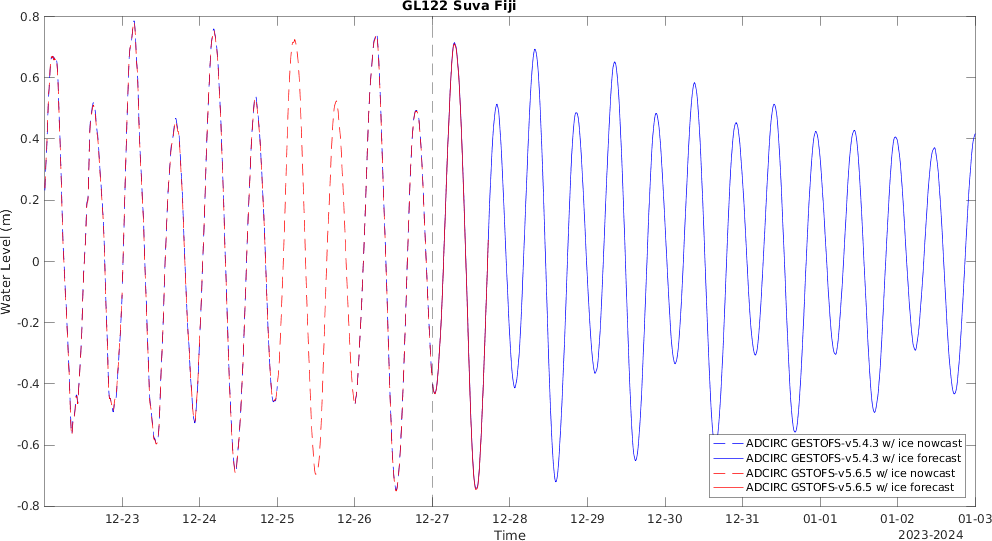 GL122 Suva Fiji
Water Level (m)
0.8
0.6
0.4
0.2
0
-0.2
-0.4
-0.6
-0.8
ADCIRC GESTOFS-v5.4.3 w/ ice nowcast
ADCIRC GESTOFS-v5.4.3 w/ ice forecast
ADCIRC GSTOFS-v5.6.5 w/ ice nowcast
ADCIRC GSTOFS-v5.6.5 w/ ice forecast
12-23 12-24 12-25 12-26 12-27 12-28 12-29 12-30 12-31 01-01 01-02 01-03
Time
2023-2024